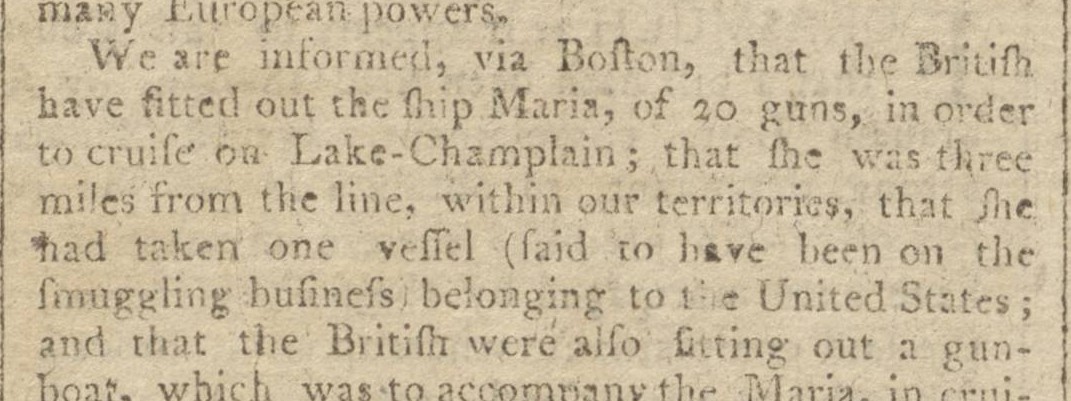 many European powers.
We are informed, via Boſton, that the Britiſh
have fitted out the ſhip Maria, of 20 guns, in order
to cruiſe on Lake-Champlain; that ſhe was three
miles from the line, within our territories, that ſhe
had taken one veſſel (ſaid to have been on the
ſmuggling buſineſs) belonging to the United States;
and that the Britiſh were alſo fitting out a gun-
boat, which was to accompany the Maria, in crui-